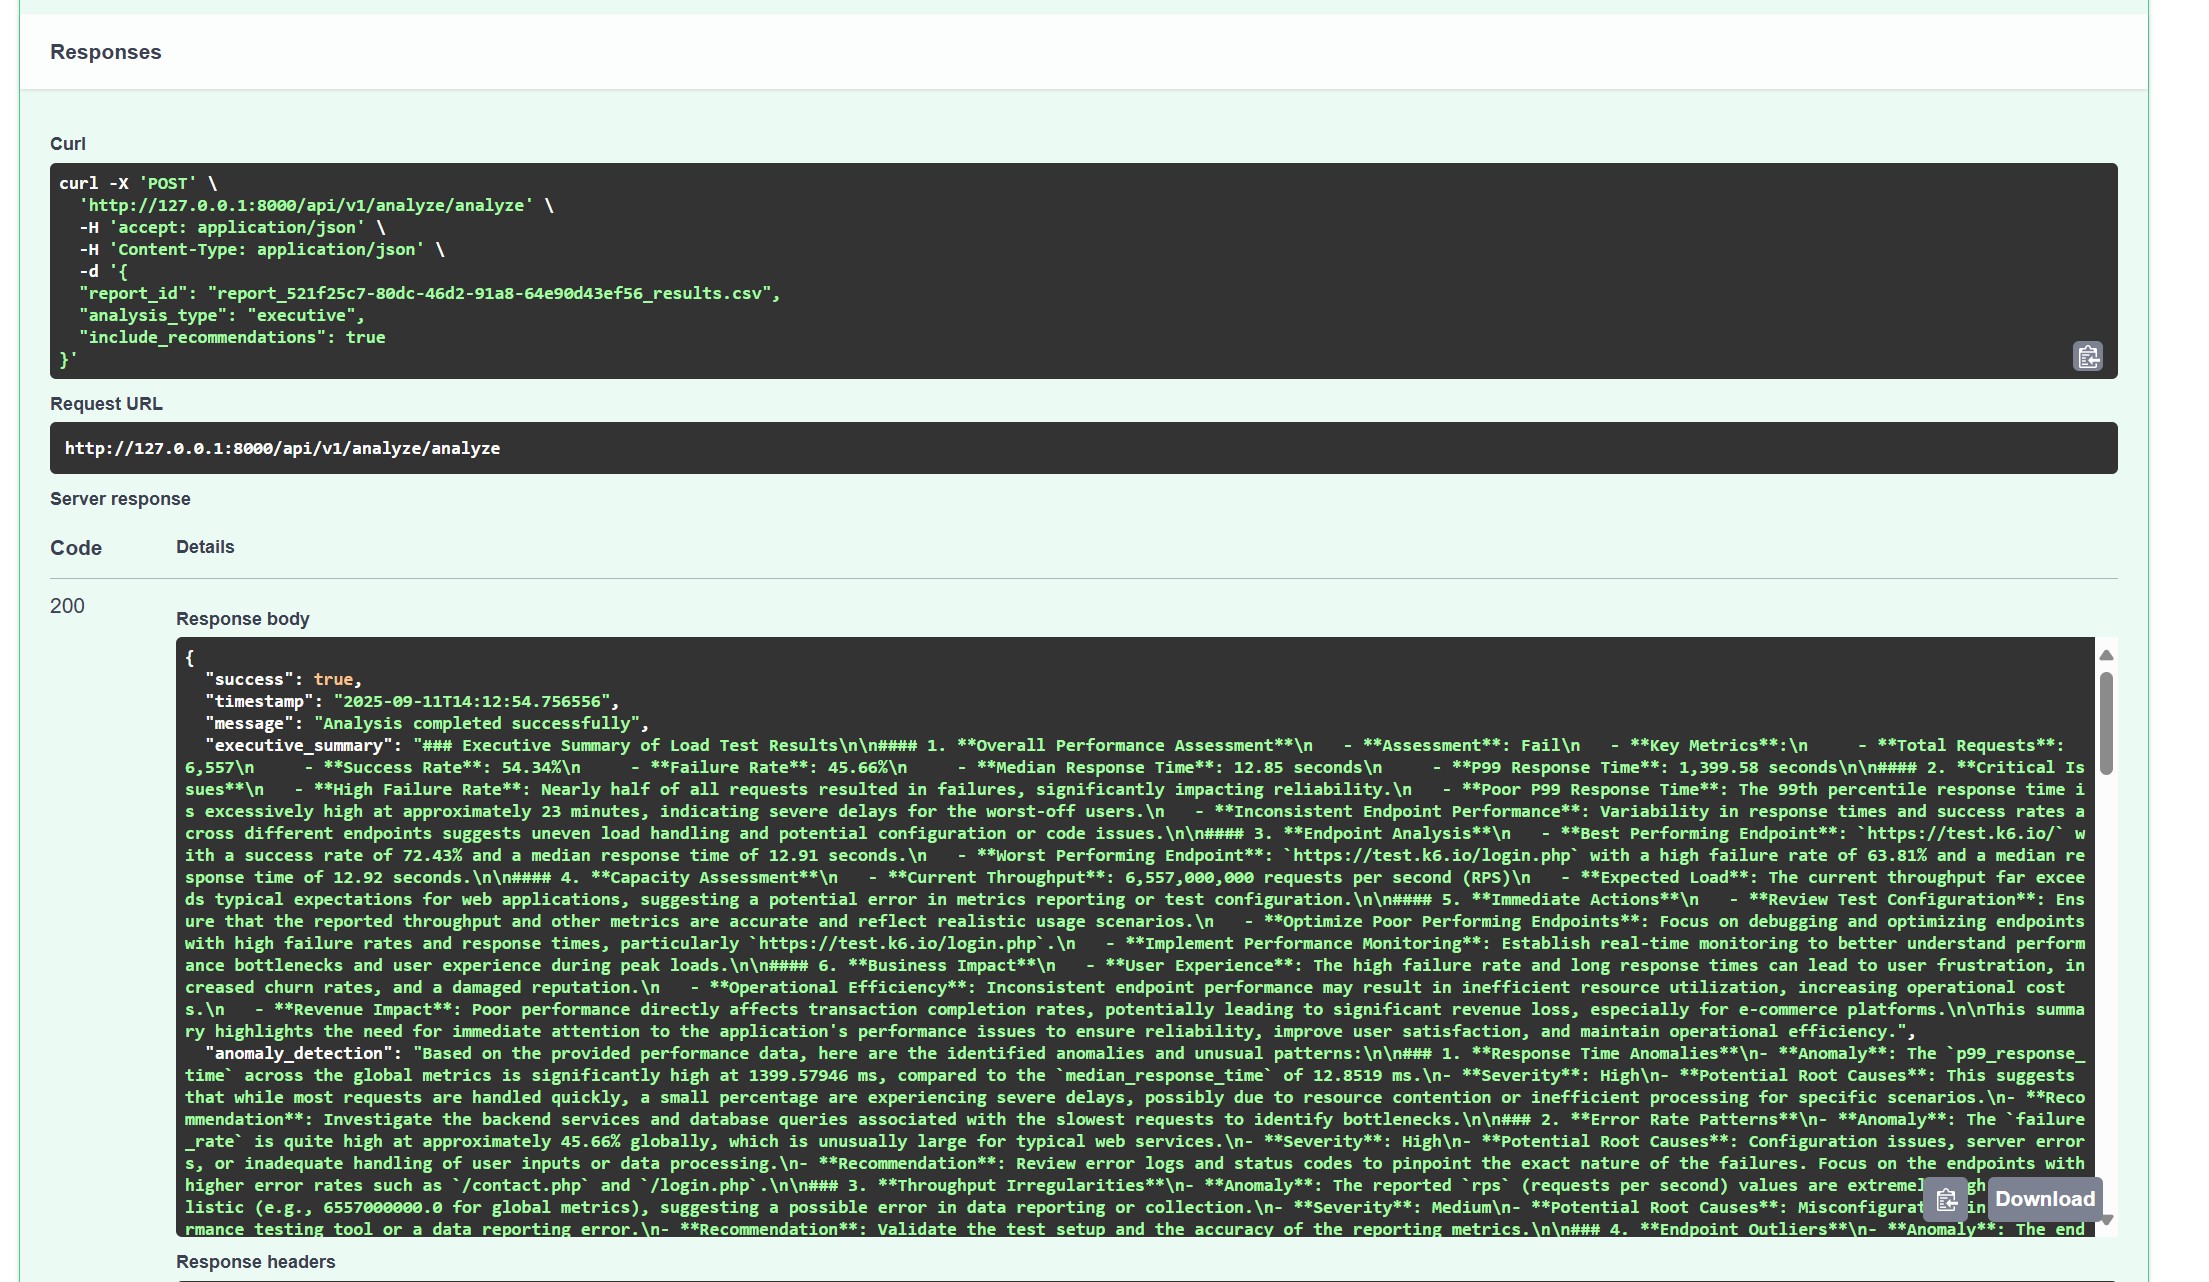 Responses
Curl
curl -X 'POST' \
  'http://127.0.0.1:8000/api/v1/analyze/analyze' \
  -H 'accept: application/json' \
  -H 'Content-Type: application/json' \
  -d '{
  "report_id": "report_521f25c7-80dc-46d2-91a8-64e90d43ef56_results.csv",
  "analysis_type": "executive",
  "include_recommendations": true
}'
Request URL
http://127.0.0.1:8000/api/v1/analyze/analyze
Server response
Code Details
200
Response body
{
  "success": true,
  "timestamp": "2025-09-11T14:12:54.756556",
  "message": "Analysis completed successfully",
  "executive_summary": "### Executive Summary of Load Test Results\n\n#### 1. **Overall Performance Assessment**\n   - **Assessment**: Fail\n   - **Key Metrics**:\n     - **Total Requests**:
6,557\n     - **Success Rate**: 54.34%\n     - **Failure Rate**: 45.66%\n     - **Median Response Time**: 12.85 seconds\n     - **P99 Response Time**: 1,399.58 seconds\n\n#### 2. **Critical Is
sues**\n   - **High Failure Rate**: Nearly half of all requests resulted in failures, significantly impacting reliability.\n   - **Poor P99 Response Time**: The 99th percentile response time i
s excessively high at approximately 23 minutes, indicating severe delays for the worst-off users.\n   - **Inconsistent Endpoint Performance**: Variability in response times and success rates a
cross different endpoints suggests uneven load handling and potential configuration or code issues.\n\n#### 3. **Endpoint Analysis**\n   - **Best Performing Endpoint**: `https://test.k6.io/` w
ith a success rate of 72.43% and a median response time of 12.91 seconds.\n   - **Worst Performing Endpoint**: `https://test.k6.io/login.php` with a high failure rate of 63.81% and a median re
sponse time of 12.92 seconds.\n\n#### 4. **Capacity Assessment**\n   - **Current Throughput**: 6,557,000,000 requests per second (RPS)\n   - **Expected Load**: The current throughput far excee
ds typical expectations for web applications, suggesting a potential error in metrics reporting or test configuration.\n\n#### 5. **Immediate Actions**\n   - **Review Test Configuration**: Ens
ure that the reported throughput and other metrics are accurate and reflect realistic usage scenarios.\n   - **Optimize Poor Performing Endpoints**: Focus on debugging and optimizing endpoints
with high failure rates and response times, particularly `https://test.k6.io/login.php`.\n   - **Implement Performance Monitoring**: Establish real-time monitoring to better understand perform
ance bottlenecks and user experience during peak loads.\n\n#### 6. **Business Impact**\n   - **User Experience**: The high failure rate and long response times can lead to user frustration, in
creased churn rates, and a damaged reputation.\n   - **Operational Efficiency**: Inconsistent endpoint performance may result in inefficient resource utilization, increasing operational cost
s.\n   - **Revenue Impact**: Poor performance directly affects transaction completion rates, potentially leading to significant revenue loss, especially for e-commerce platforms.\n\nThis summa
ry highlights the need for immediate attention to the application's performance issues to ensure reliability, improve user satisfaction, and maintain operational efficiency.",
  "anomaly_detection": "Based on the provided performance data, here are the identified anomalies and unusual patterns:\n\n### 1. **Response Time Anomalies**\n- **Anomaly**: The `p99_response_
time` across the global metrics is significantly high at 1399.57946 ms, compared to the `median_response_time` of 12.8519 ms.\n- **Severity**: High\n- **Potential Root Causes**: This suggests
that while most requests are handled quickly, a small percentage are experiencing severe delays, possibly due to resource contention or inefficient processing for specific scenarios.\n- **Reco
mmendation**: Investigate the backend services and database queries associated with the slowest requests to identify bottlenecks.\n\n### 2. **Error Rate Patterns**\n- **Anomaly**: The `failure
_rate` is quite high at approximately 45.66% globally, which is unusually large for typical web services.\n- **Severity**: High\n- **Potential Root Causes**: Configuration issues, server error
s, or inadequate handling of user inputs or data processing.\n- **Recommendation**: Review error logs and status codes to pinpoint the exact nature of the failures. Focus on the endpoints with
higher error rates such as `/contact.php` and `/login.php`.\n\n### 3. **Throughput Irregularities**\n- **Anomaly**: The reported `rps` (requests per second) values are
listic (e.g., 6557000000.0 for global metrics), suggesting a possible error in data reporting or collection.\n- **Severity**: Medium\n- **Potential Root Causes**:
Download
rmance testing tool or a data reporting error.\n- **Recommendation**: Validate the test setup and the accuracy of the reporting metrics.\n\n### 4. **Endpoint Outliers**\n- **Anomaly**: The end
Response headers